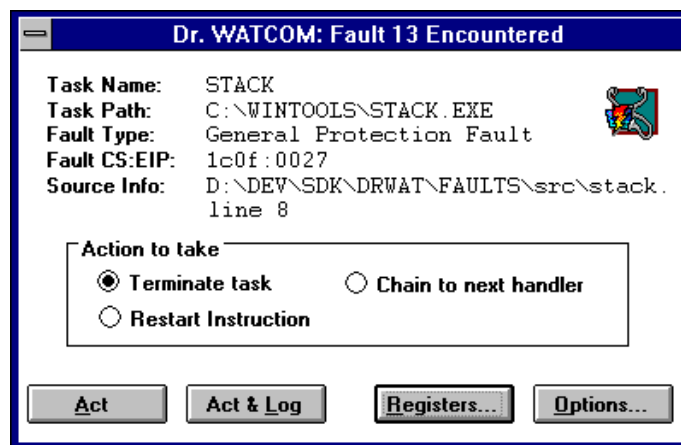 Dr. WATCOM: Fault 13 Encountered
Task Name: STACK
Task Path: C:\WINTOOLS\STACK.EXE
Fault Type: General Protection Fault
Fault CS:EIP: 1c0f:0027
Source Info: D:\DEV\SDK\DRWAT\FAULTS\src\stack.
line 8
Action to take
Terminate task Chain to next handler
Restart Instruction
Act Act & Log Registers... Options...